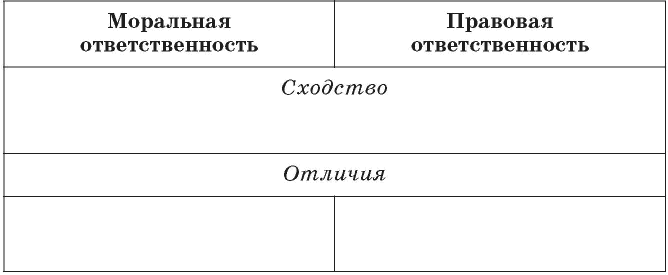 Моральная
ответственность
Правовая
ответственность
Сходство
Отличия